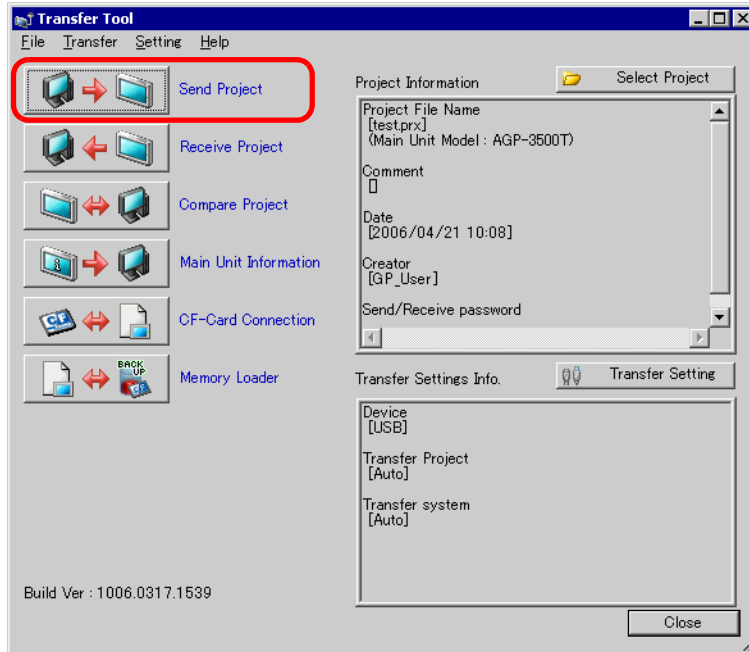 Transfer Tool
File Transfer Setting Help
Send Project
Receive Project
Compare Project
Main Unit Information
CF
CF-Card Connection
BACK
UP
CF
Memory Loader
Build Ver : 1006.0317.1539
Project Information
Select Project
Project File Name
[test.prx]
(Main Unit Model : AGP-3500T)
Comment
[]
Date
[2006/04/21 10:08]
Creator
[GP_User]
Send/Receive password
Transfer Settings Info.
Transfer Setting
Device
[USB]
Transfer Project
[Auto]
Transfer system
[Auto]
Close